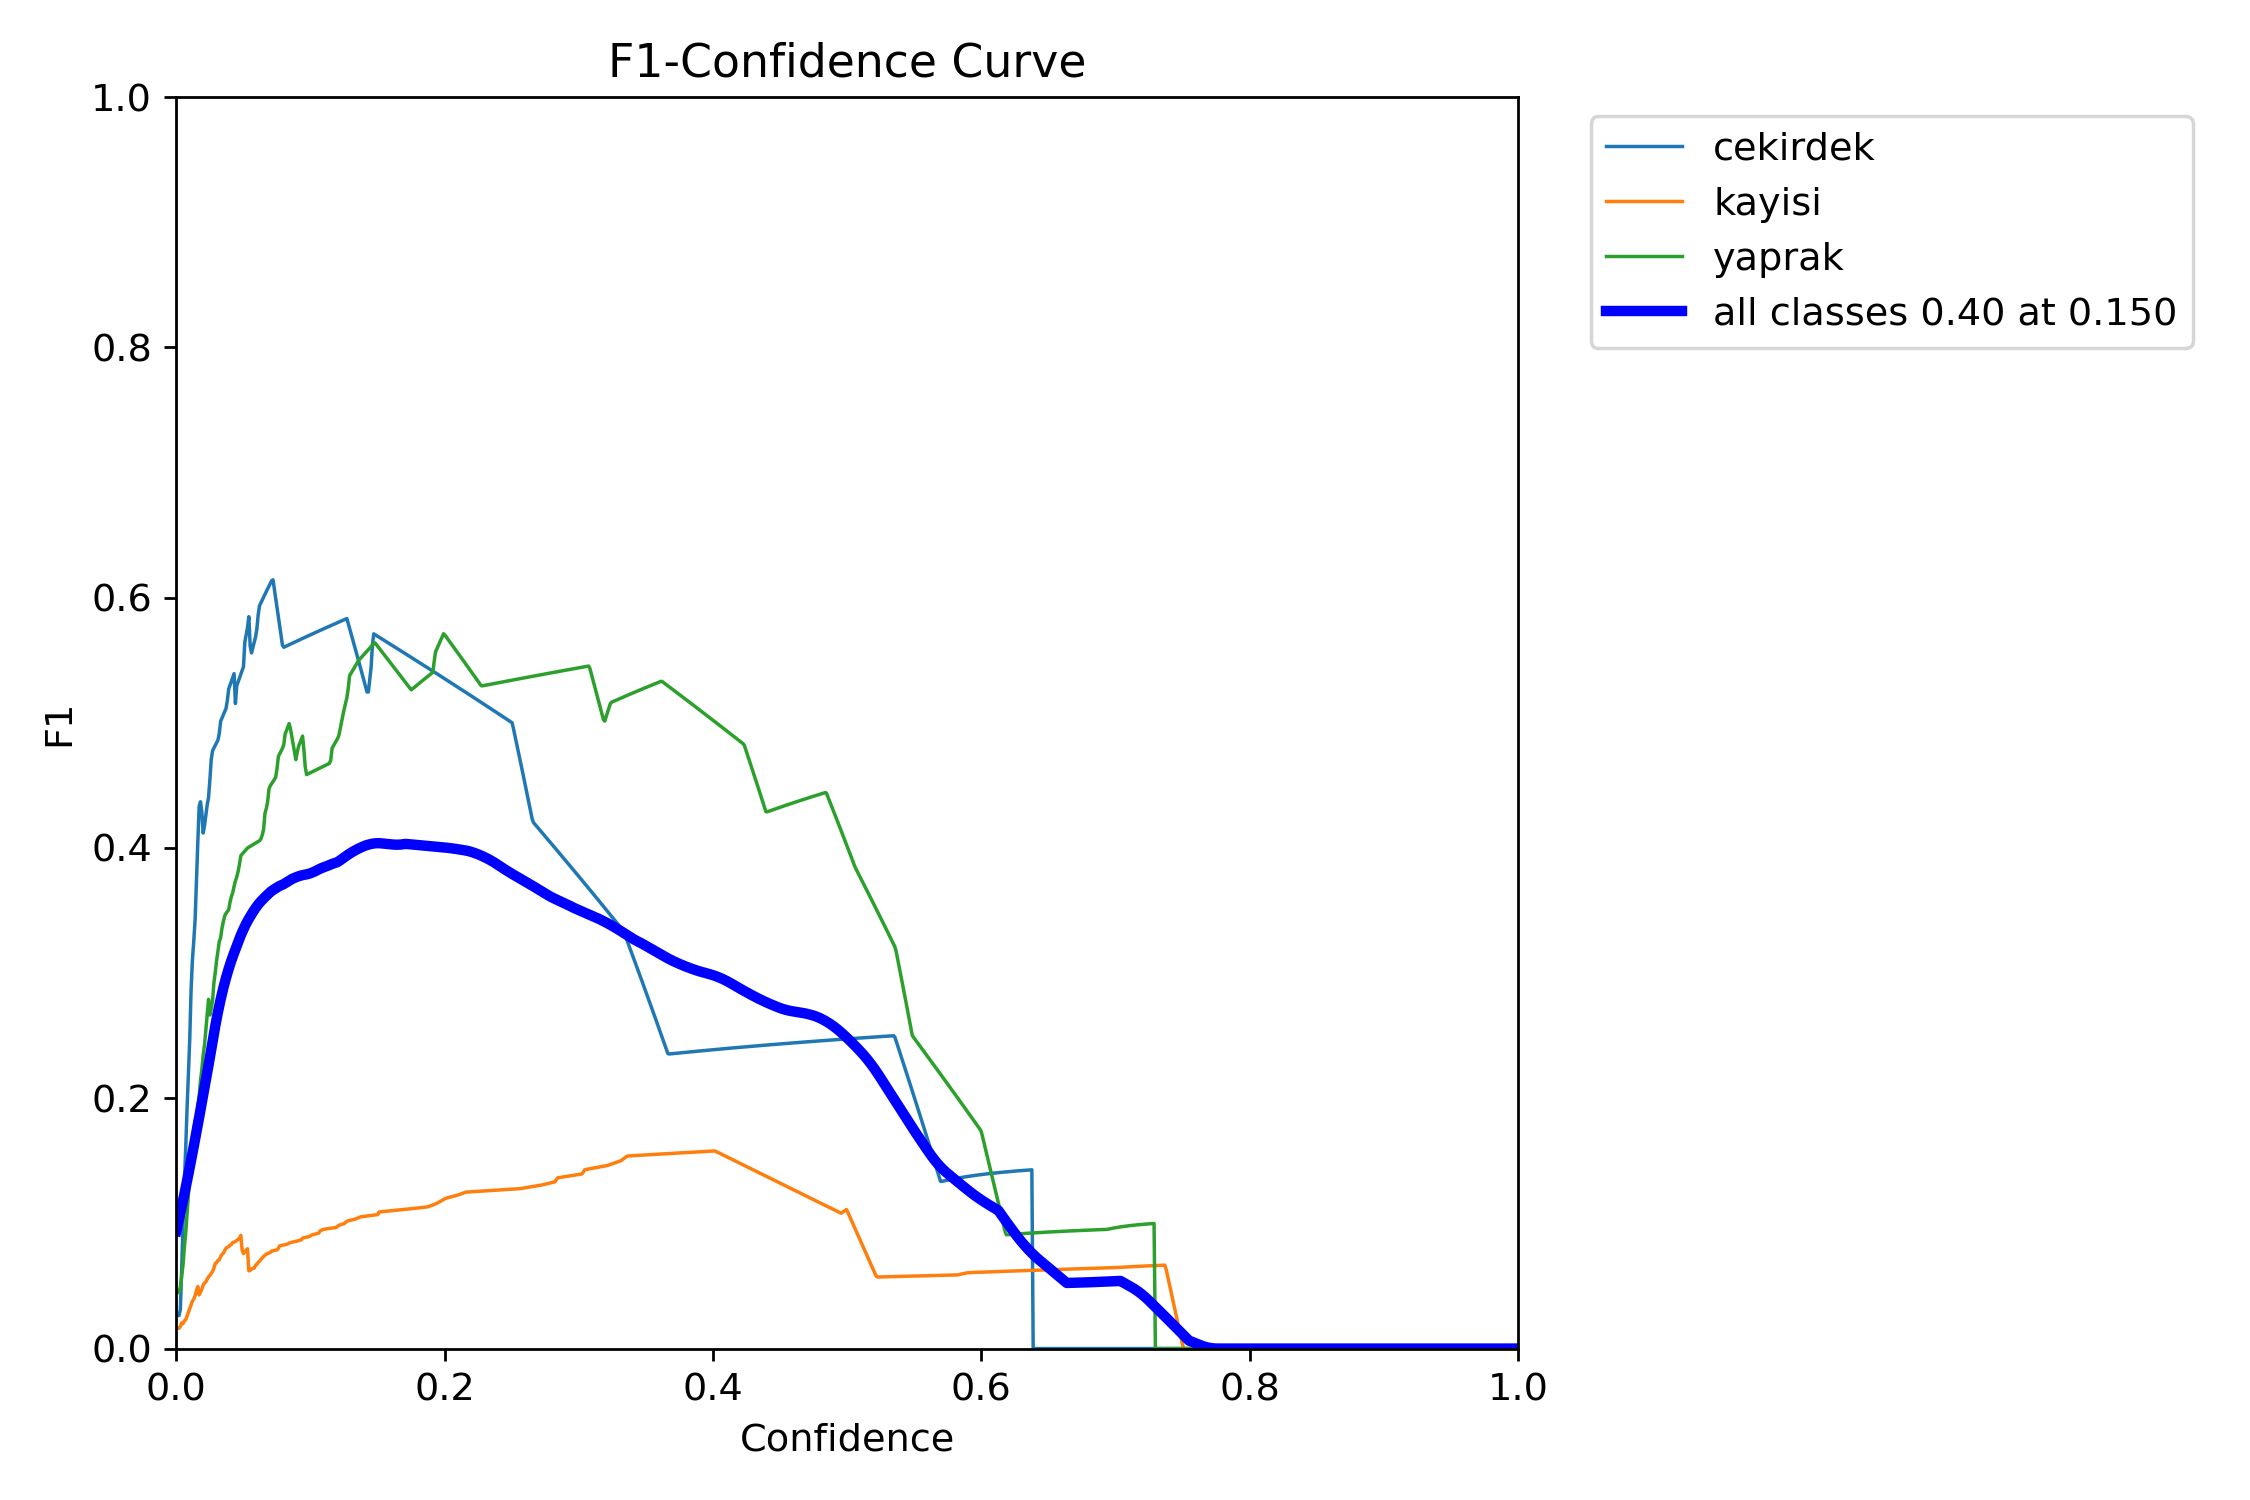 F1-Confidence Curve
1.0
0.8
0.6
0.4
0.2
0.0
F1
0.0 0.2 0.4 0.6 0.8 1.0
Confidence
cekirdek
kayisi
yaprak
all classes 0.40 at 0.150